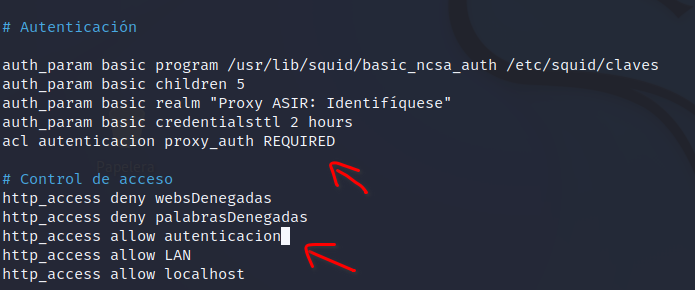 # Autenticación
auth_param basic program /usr/lib/squid/basic_ncsa_auth /etc/squid/claves
auth_param basic children 5
auth_param basic realm "Proxy ASIR: Identifíquese"
auth_param basic credentialsttl 2 hours
acl autenticacion proxy_auth REQUIRED
Papelera
# Control de acceso
http_access deny websDenegadas
http_access deny palabrasDenegadas
http_access allow autenticacion
http_access allow LAN
http_access allow localhost